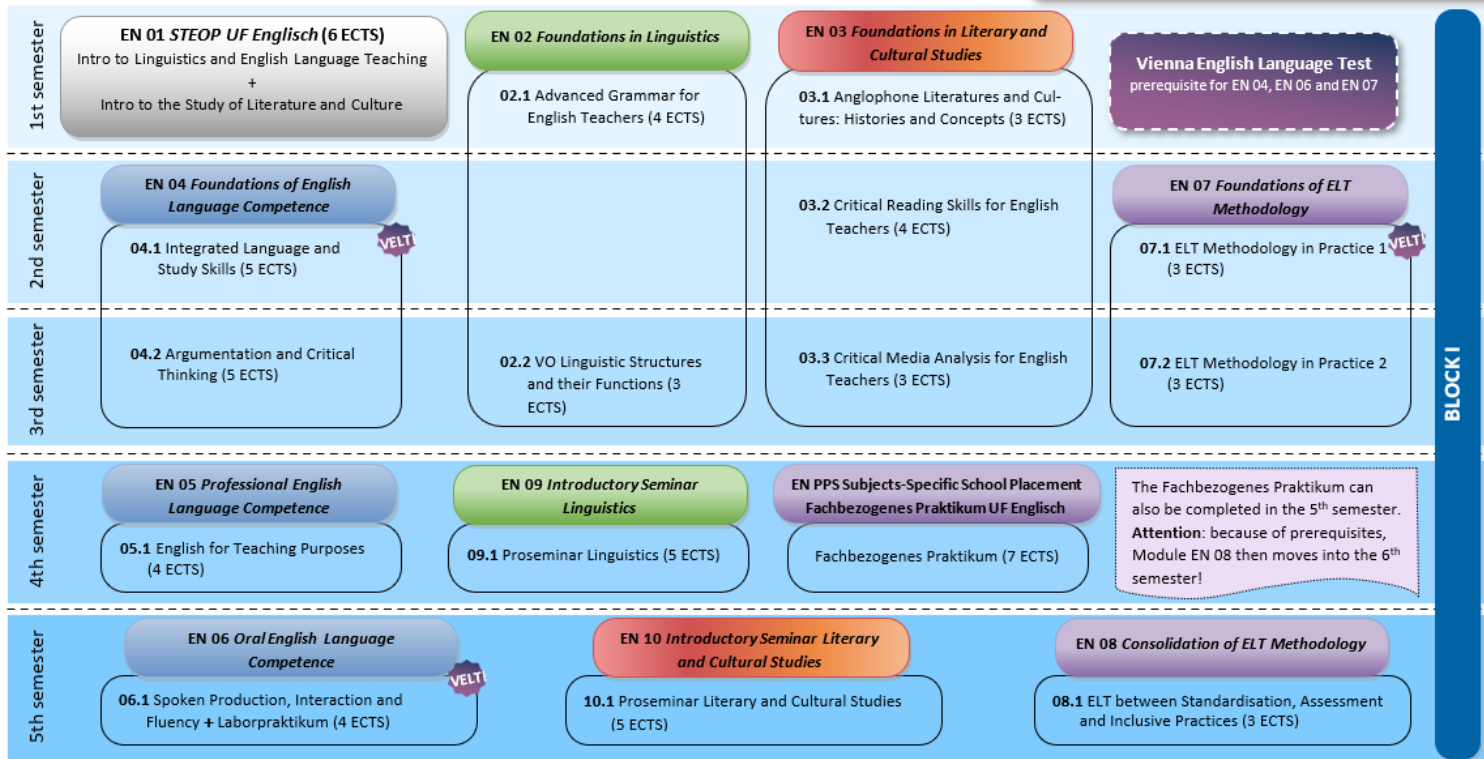 1st semester
EN 01 STEOP UF Englisch (6 ECTS)
Intro to Linguistics and English Language Teaching
+
Intro to the Study of Literature and Culture
EN 02 Foundations in Linguistics
02.1 Advanced Grammar for
English Teachers (4 ECTS)
EN 03 Foundations in Literary and
Cultural Studies
03.1 Anglophone Literatures and Cul-
tures: Histories and Concepts (3 ECTS)
Vienna English Language Test
prerequisite for EN 04, EN 06 and EN 07
2nd semester
EN 04 Foundations of English
Language Competence
VELT!
04.1 Integrated Language and
Study Skills (5 ECTS)
03.2 Critical Reading Skills for English
Teachers (4 ECTS)
EN 07 Foundations of ELT
Methodology
VELT!
07.1 ELT Methodology in Practice 1
(3 ECTS)
3rd semester
04.2 Argumentation and Critical
Thinking (5 ECTS)
02.2 VO Linguistic Structures
and their Functions (3
ECTS)
03.3 Critical Media Analysis for English
Teachers (3 ECTS)
07.2 ELT Methodology in Practice 2
(3 ECTS)
BLOCK I
4th semester
EN 05 Professional English
Language Competence
05.1 English for Teaching Purposes
(4 ECTS)
EN 09 Introductory Seminar
Linguistics
09.1 Proseminar Linguistics (5 ECTS)
EN PPS Subjects-Specific School Placement
Fachbezogenes Praktikum UF Englisch
Fachbezogenes Praktikum (7 ECTS)
The Fachbezogenes Praktikum can
also be completed in the 5th semester.
Attention: because of prerequisites,
Module EN 08 then moves into the 6th
semester!
5th semester
EN 06 Oral English Language
Competence
VELT!
06.1 Spoken Production, Interaction and
Fluency + Laborpraktikum (4 ECTS)
EN 10 Introductory Seminar Literary
and Cultural Studies
10.1 Proseminar Literary and Cultural Studies
(5 ECTS)
EN 08 Consolidation of ELT Methodology
08.1 ELT between Standardisation, Assessment
and Inclusive Practices (3 ECTS)